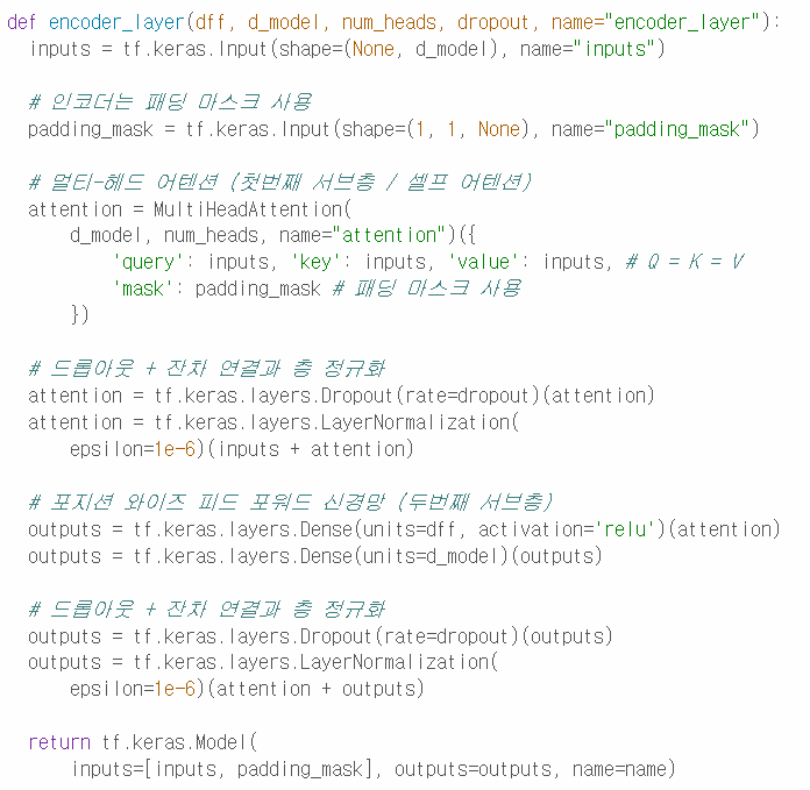 def encoder_layer(dff, d_model, num_heads, dropout, name="encoder_layer"):
  inputs = tf.keras.Input(shape=(None, d_model), name="inputs")

  # 인코더는 패딩 마스크 사용
  padding_mask = tf.keras.Input(shape=(1, 1, None), name="padding_mask")

  # 멀티-헤드 어텐션 (첫번째 서브층 / 셀프 어텐션)
  attention = MultiHeadAttention(
      d_model, num_heads, name="attention")({
          'query': inputs, 'key': inputs, 'value': inputs, # Q = K = V
          'mask': padding_mask # 패딩 마스크 사용
      })

  # 드롭아웃 + 잔차 연결과 층 정규화
  attention = tf.keras.layers.Dropout(rate=dropout)(attention)
  attention = tf.keras.layers.LayerNormalization(
      epsilon=1e-6)(inputs + attention)

  # 포지션 와이즈 피드 포워드 신경망 (두번째 서브층)
  outputs = tf.keras.layers.Dense(units=dff, activation='relu')(attention)
  outputs = tf.keras.layers.Dense(units=d_model)(outputs)

  # 드롭아웃 + 잔차 연결과 층 정규화
  outputs = tf.keras.layers.Dropout(rate=dropout)(outputs)
  outputs = tf.keras.layers.LayerNormalization(
      epsilon=1e-6)(attention + outputs)

  return tf.keras.Model(
      inputs=[inputs, padding_mask], outputs=outputs, name=name)